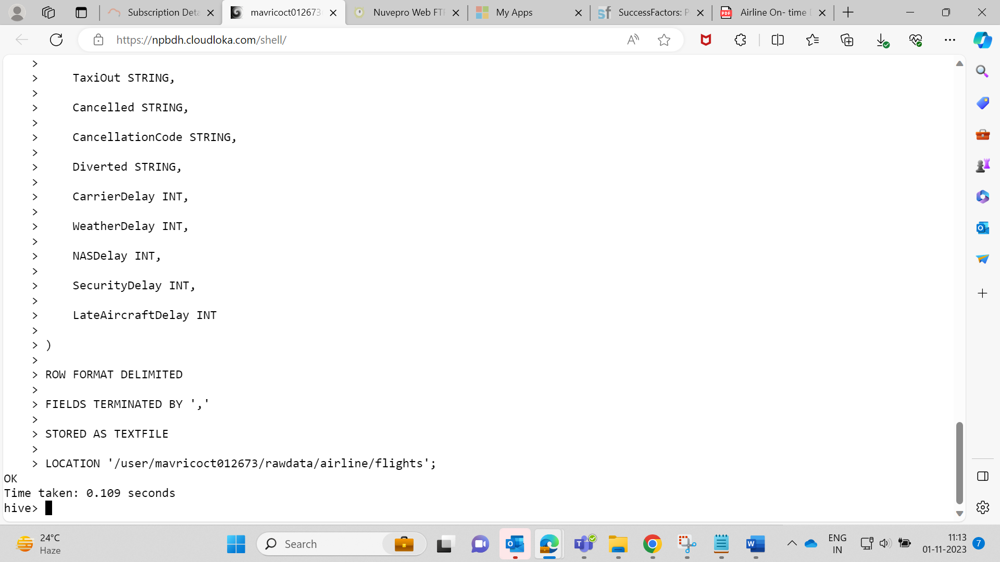 Subscription Deta
mavricoct012673
Nuvepro Web FTP
My Apps
SuccessFactors: P
Airline On- time D
https://npbdh.cloudloka.com/shell/
>
> TaxiOut STRING,
>
> Cancelled STRING,
>
> CancellationCode STRING,
>
> Diverted STRING,
>
> CarrierDelay INT,
>
> WeatherDelay INT,
>
> NASDelay INT,
>
> SecurityDelay INT,
>
> LateAircraftDelay INT
>
> )
>
> ROW FORMAT DELIMITED
>
> FIELDS TERMINATED BY ','
>
> STORED AS TEXTFILE
>
> LOCATION '/user/mavricoct012673/rawdata/airline/flights';
OK
Time taken: 0.109 seconds
hive>
24°C
Haze
Search
ENG
IN
11:13
01-11-2023
7